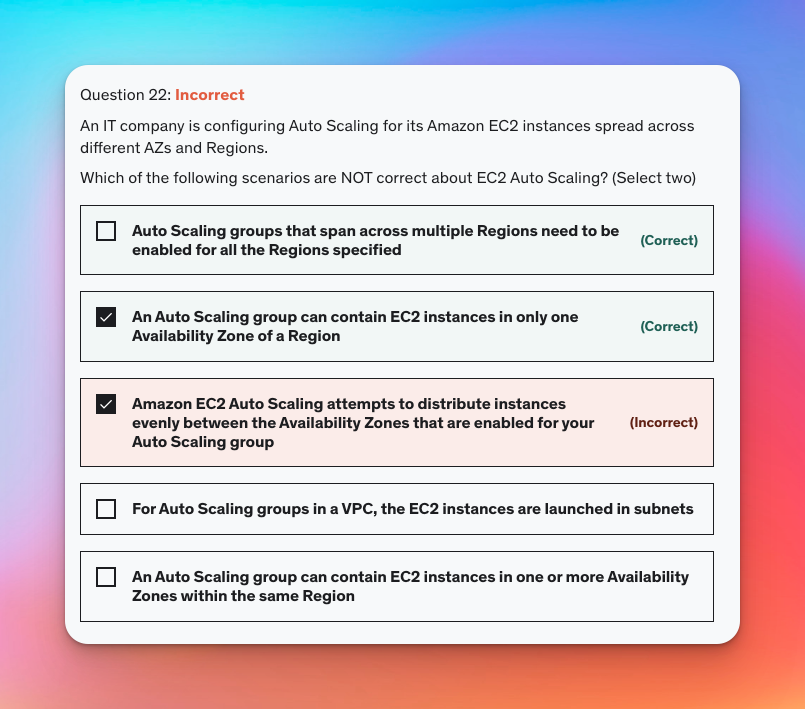 Question 22: Incorrect
An IT company is configuring Auto Scaling for its Amazon EC2 instances spread across
different AZs and Regions.
Which of the following scenarios are NOT correct about EC2 Auto Scaling? (Select two)
Auto Scaling groups that span across multiple Regions need to be
enabled for all the Regions specified
(Correct)
An Auto Scaling group can contain EC2 instances in only one
Availability Zone of a Region
(Correct)
Amazon EC2 Auto Scaling attempts to distribute instances
evenly between the Availability Zones that are enabled for your
Auto Scaling group
(Incorrect)
For Auto Scaling groups in a VPC, the EC2 instances are launched in subnets
An Auto Scaling group can contain EC2 instances in one or more Availability
Zones within the same Region